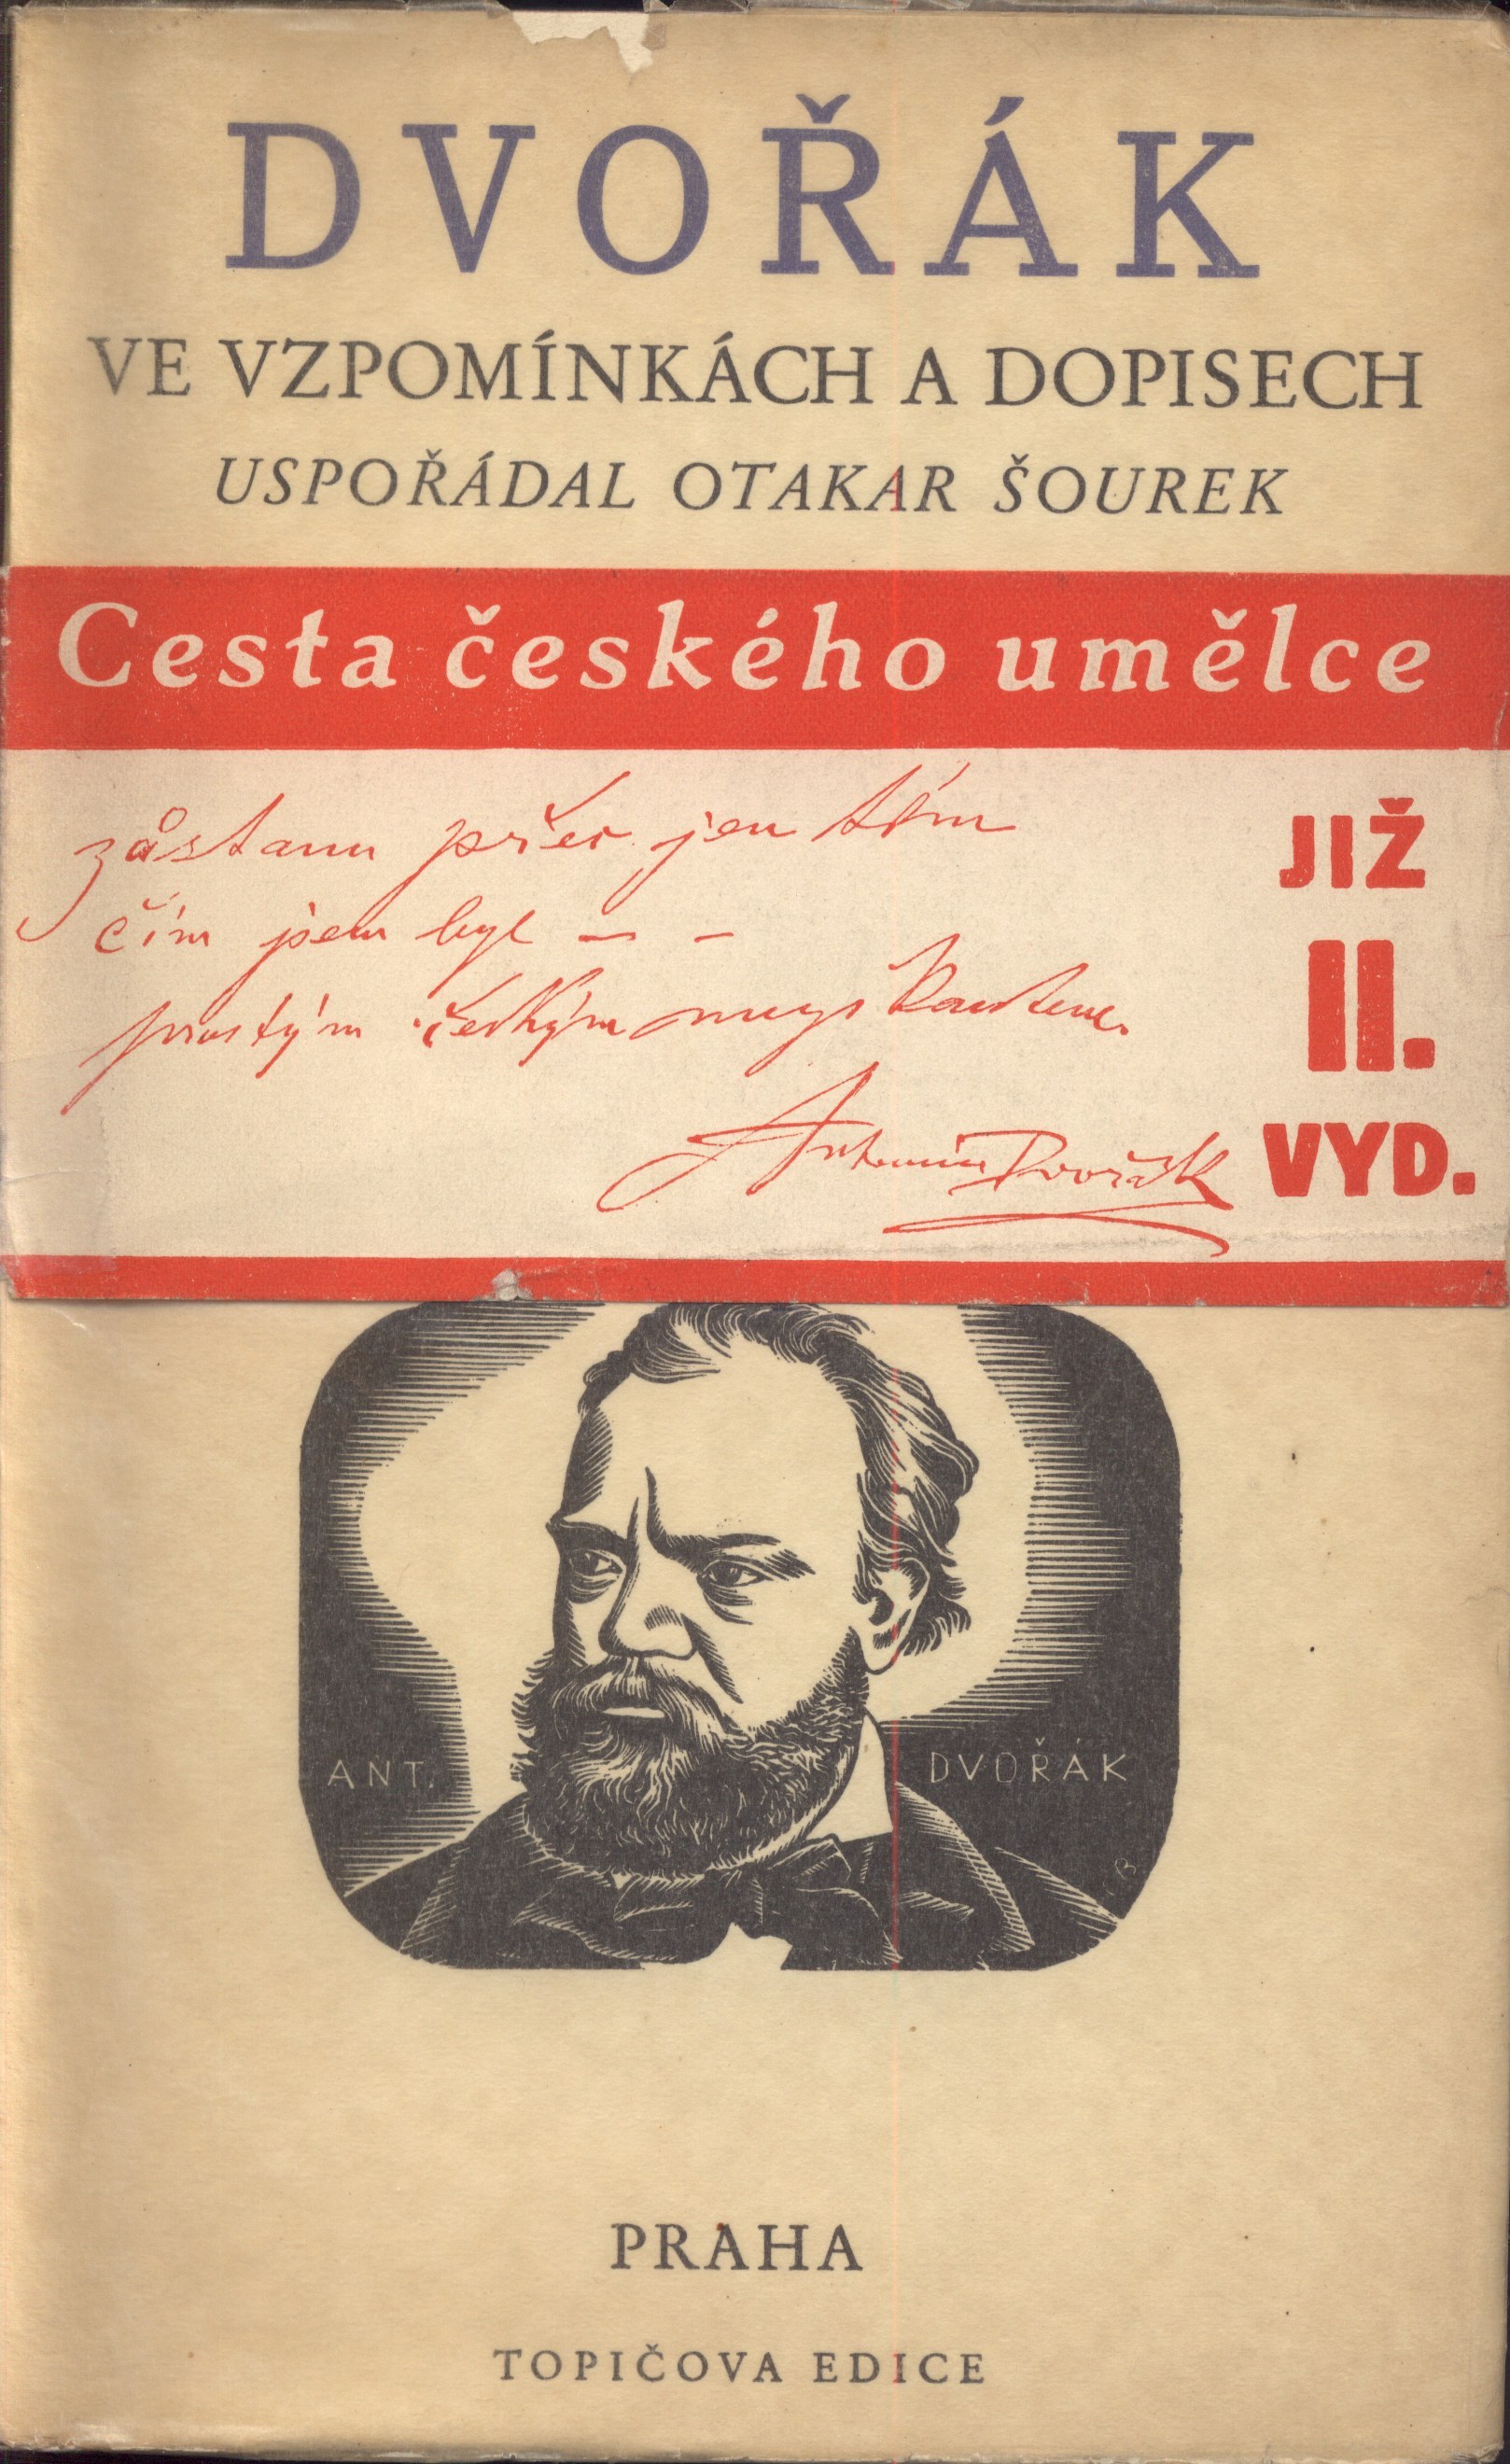 DVOŘÁK
VE VZPOMÍNKÁCH A DOPISECH
USPOŘÁDAL OTAKAR ŠOUREK
Cesta českého umělce
zůstanu přec jen tím
čím jsem byl – –
prostým českým muzikantem.
Antonín Dvořák
JIŽ
II.
VYD.
ANT. DVOŘÁK
PRAHA
TOPIČOVA EDICE